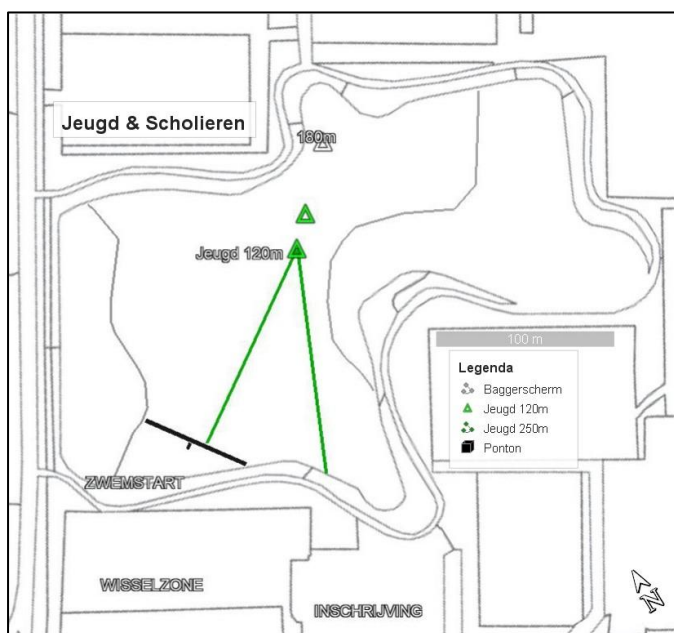 Jeugd & Scholieren
180m
Jeugd 120m
100 m
Legenda
Baggerscherm
Jeugd 120m
Jeugd 250m
Ponton
ZWEMSTART
WISSELZONE
INSCHRIJVING
N